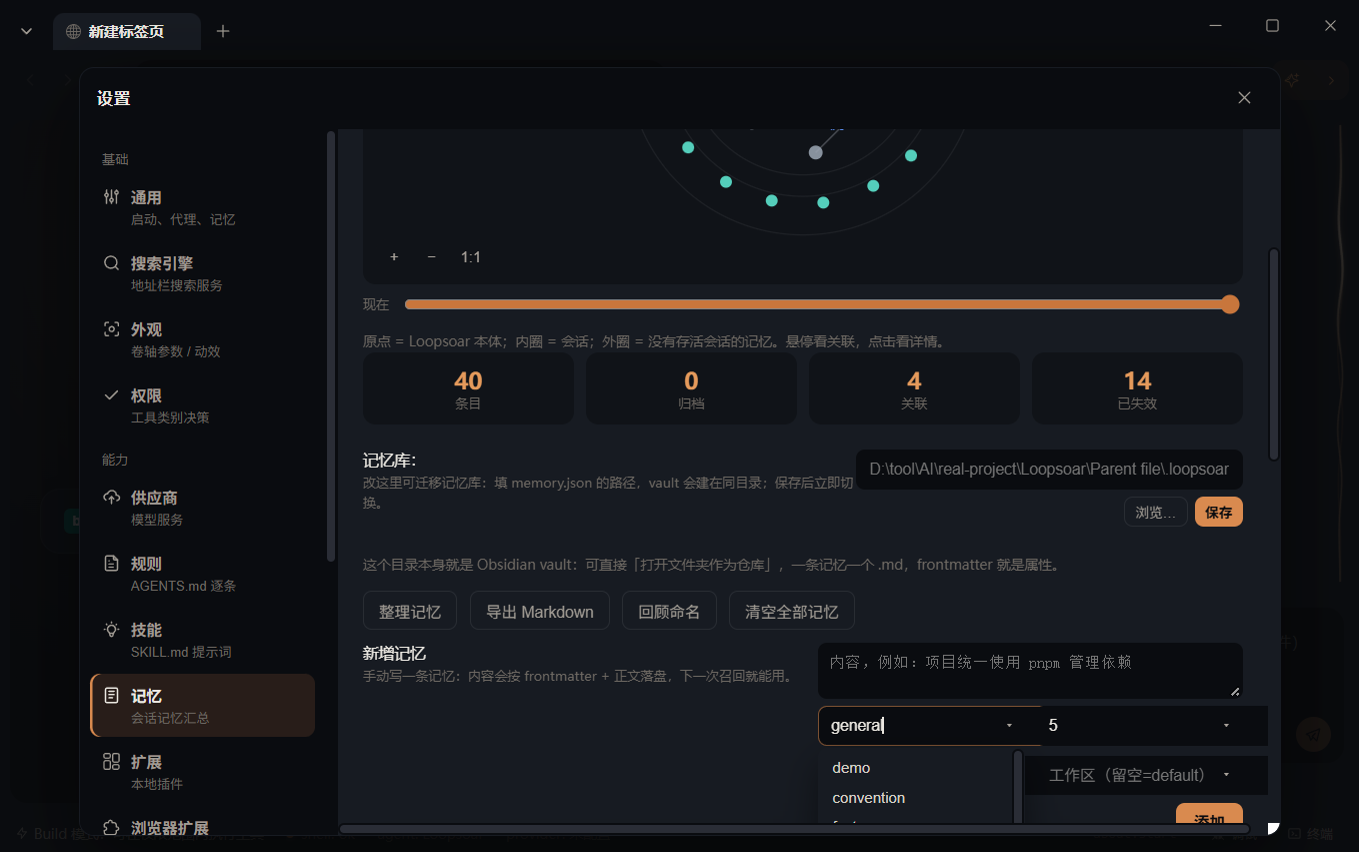 新建标签页
设置
基础
通用
启动、代理、记忆
搜索引擎
地址栏搜索服务
外观
卷轴参数 / 动效
权限
工具类别决策
能力
供应商
模型服务
规则
AGENTS.md 逐条
技能
SKILL.md 提示词
记忆
会话记忆汇总
扩展
本地插件
浏览器扩展
+ − 1:1
现在
原点 = Loopsoar 本体；内圈 = 会话；外圈 = 没有存活会话的记忆。悬停看关联，点击看详情。
40
条目
0
归档
4
关联
14
已失效
记忆库：
改这里可迁移记忆库：填 memory.json 的路径，vault 会建在同目录；保存后立即切
换。
D:\tool\AI\real-project\Loopsoar\Parent file\.loopsoar
浏览...
保存
这个目录本身就是 Obsidian vault：可直接「打开文件夹作为仓库」，一条记忆一个 .md，frontmatter 就是属性。
整理记忆
导出 Markdown
回顾命名
清空全部记忆
新增记忆
手动写一条记忆：内容会按 frontmatter + 正文落盘，下一次召回就能用。
内容，例如：项目统一使用 pnpm 管理依赖
general
5
demo
convention
工作区（留空=default）
添加
Build
终端